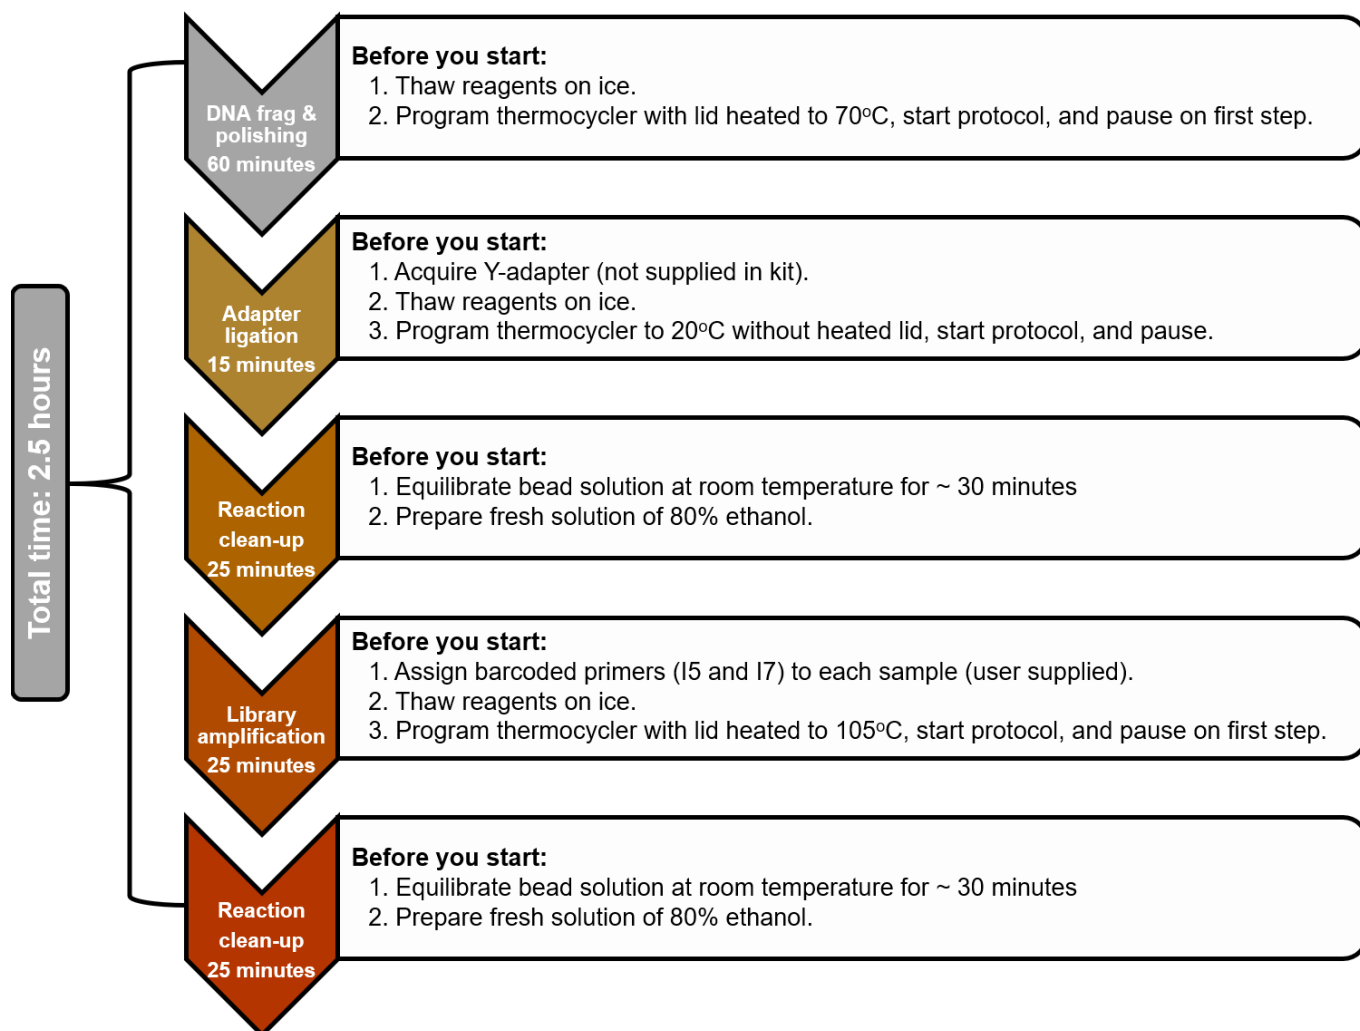 Total time: 2.5 hours
DNA frag &
polishing
60 minutes
Before you start:
1. Thaw reagents on ice.
2. Program thermocycler with lid heated to 70ºC, start protocol, and pause on first step.
Adapter
ligation
15 minutes
Before you start:
1. Acquire Y-adapter (not supplied in kit).
2. Thaw reagents on ice.
3. Program thermocycler to 20ºC without heated lid, start protocol, and pause.
Reaction
clean-up
25 minutes
Before you start:
1. Equilibrate bead solution at room temperature for ~ 30 minutes
2. Prepare fresh solution of 80% ethanol.
Library
amplification
25 minutes
Before you start:
1. Assign barcoded primers (I5 and I7) to each sample (user supplied).
2. Thaw reagents on ice.
3. Program thermocycler with lid heated to 105ºC, start protocol, and pause on first step.
Reaction
clean-up
25 minutes
Before you start:
1. Equilibrate bead solution at room temperature for ~ 30 minutes
2. Prepare fresh solution of 80% ethanol.